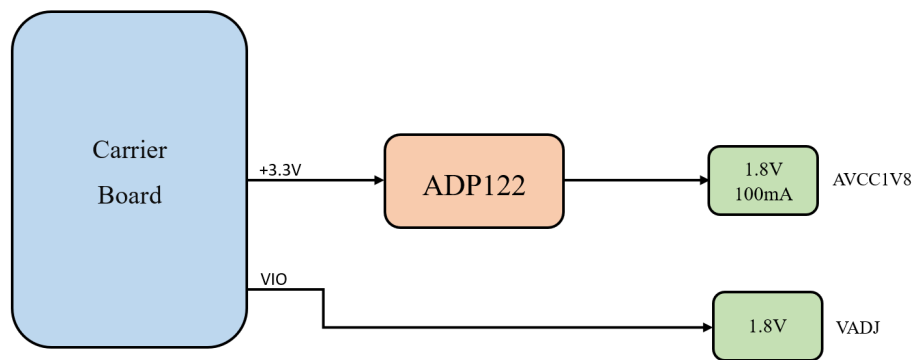 Carrier
Board
+3.3V
ADP122
1.8V
100mA
AVCC1V8
VIO
1.8V
VADJ